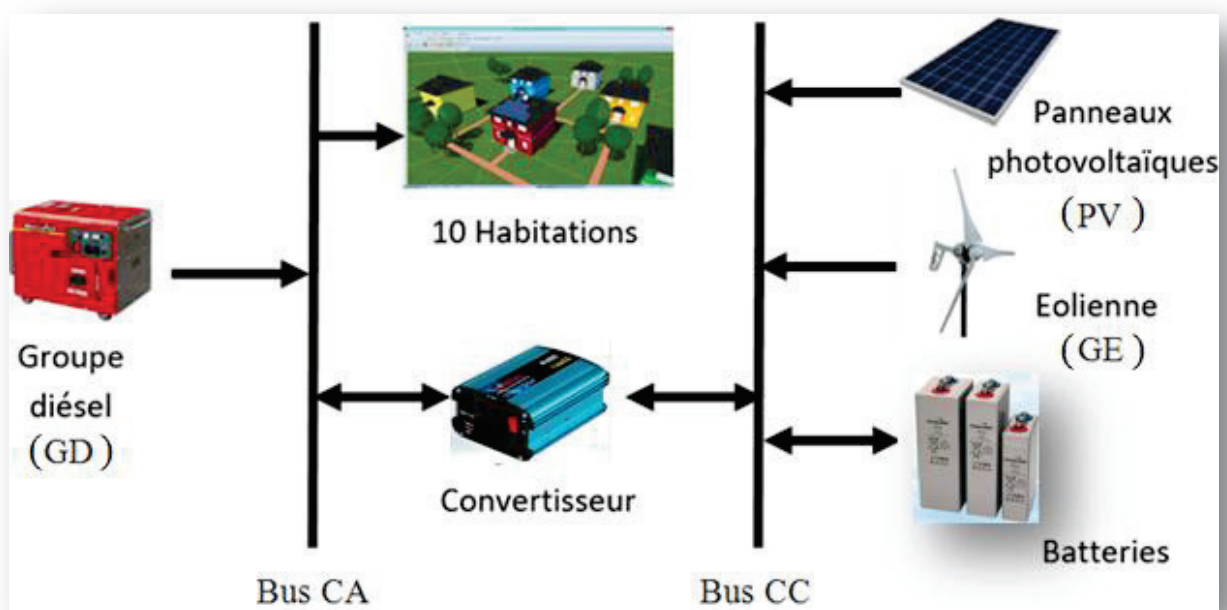 Panneaux
photovoltaïques
(PV)
10 Habitations
Eolienne
(GE)
Groupe
diésel
(GD)
Convertisseur
Batteries
Bus CA
Bus CC